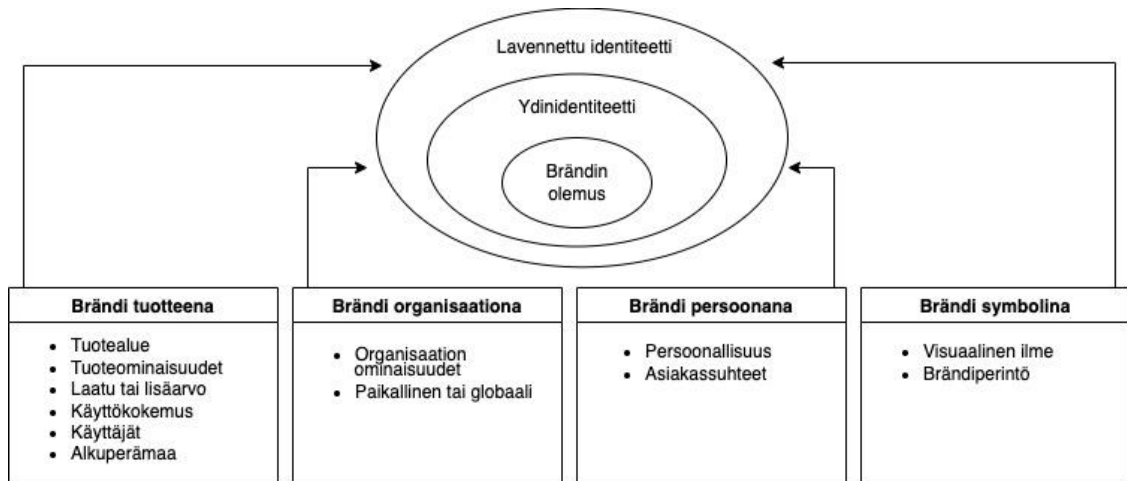 Lavennettu identiteetti
Ydinidentiteetti
Brändin
olemus
Brändi tuotteena
• Tuotealue
• Tuoteominaisuudet
• Laatu tai lisäarvo
• Käyttökokemus
• Käyttäjät
• Alkuperämaa
Brändi organisaationa
• Organisaation
ominaisuudet
• Paikallinen tai globaali
Brändi persoonana
• Persoonallisuus
• Asiakassuhteet
Brändi symbolina
• Visuaalinen ilme
• Brändiperintö